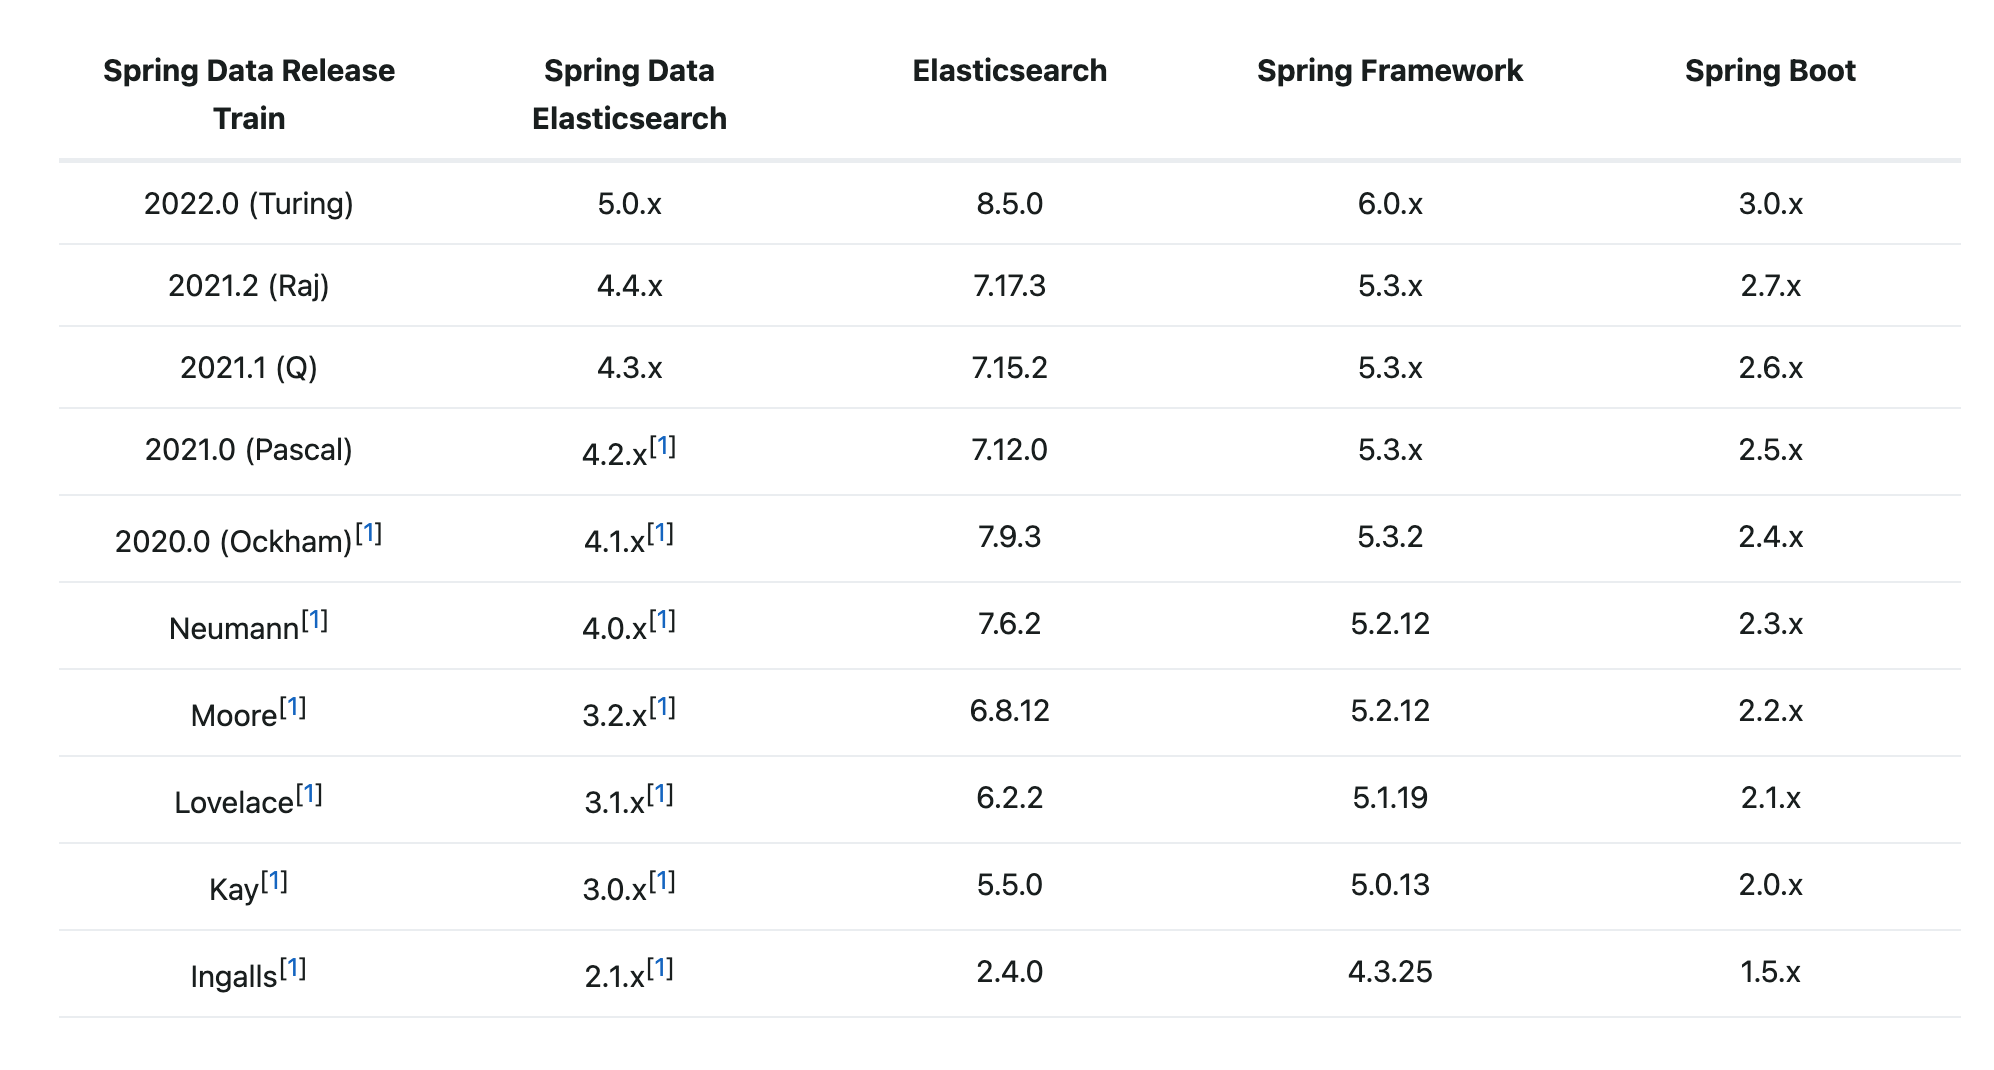 Spring Data Release Train Spring Data Elasticsearch Elasticsearch Spring Framework Spring Boot
2022.0 (Turing) 5.0.x 8.5.0 6.0.x 3.0.x
2021.2 (Raj) 4.4.x 7.17.3 5.3.x 2.7.x
2021.1 (Q) 4.3.x 7.15.2 5.3.x 2.6.x
2021.0 (Pascal) 4.2.x[1] 7.12.0 5.3.x 2.5.x
2020.0 (Ockham)[1] 4.1.x[1] 7.9.3 5.3.2 2.4.x
Neumann[1] 4.0.x[1] 7.6.2 5.2.12 2.3.x
Moore[1] 3.2.x[1] 6.8.12 5.2.12 2.2.x
Lovelace[1] 3.1.x[1] 6.2.2 5.1.19 2.1.x
Kay[1] 3.0.x[1] 5.5.0 5.0.13 2.0.x
Ingalls[1] 2.1.x[1] 2.4.0 4.3.25 1.5.x